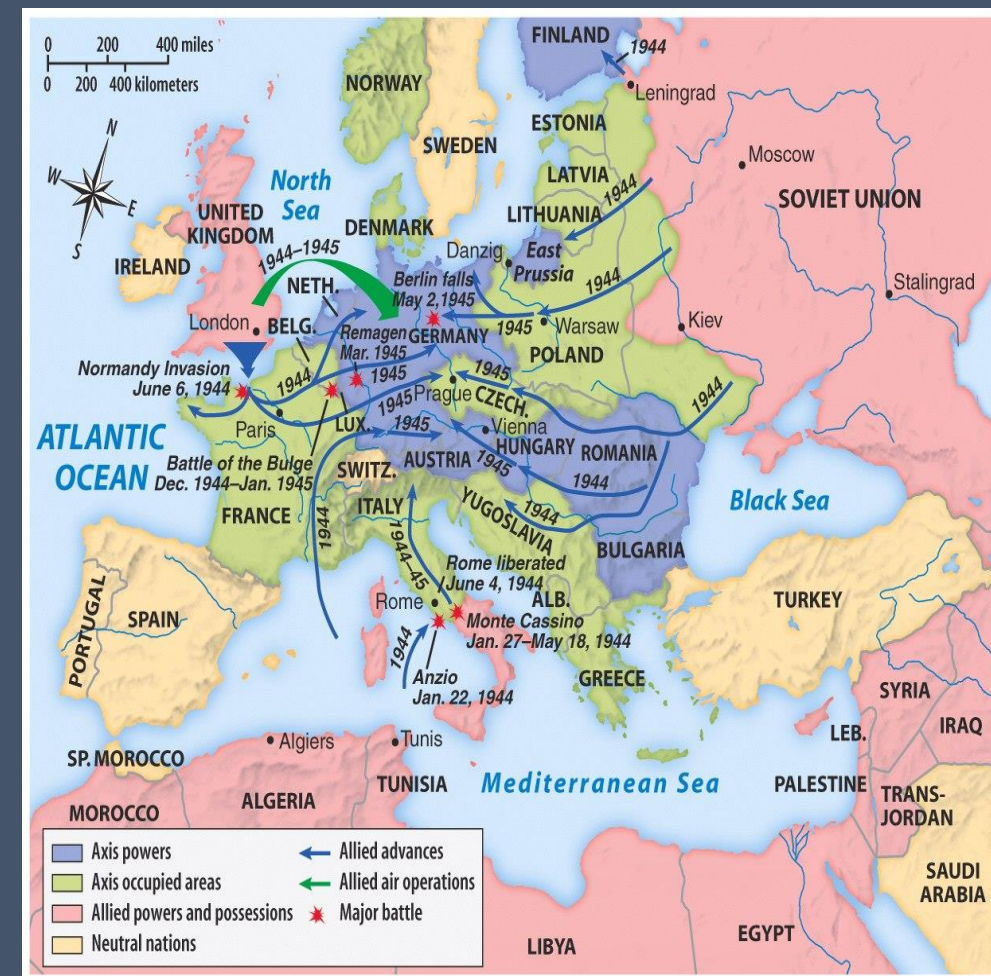 0 200 400 miles
0 200 400 kilometers
N
W
E
S
FINLAND
1944
Leningrad
NORWAY
SWEDEN
ESTONIA
LATVIA
LITHUANIA
1944
Moscow
SOVIET UNION
Stalingrad
North
Sea
UNITED
KINGDOM
IRELAND
DENMARK
1944–1945
NETH.
London
BELG.
Danzig
East
Prussia
Berlin falls
May 2, 1945
GERMANY
Remagen
Mar. 1945
1945
1944
1945
Warsaw
POLAND
Kiev
Normandy Invasion
June 6, 1944
1944
Paris
LUX.
1945
1945
Prague
CZECH.
1945
1944
ATLANTIC
OCEAN
Battle of the Bulge
Dec. 1944–Jan. 1945
Vienna
HUNGARY
ROMANIA
AUSTRIA
1945
1944
SWITZ.
FRANCE
1944
ITALY
YUGOSLAVIA
1944
BULGARIA
Black Sea
1944–45
Rome liberated
June 4, 1944
Rome
ALB.
Monte Cassino
Jan. 27–May 18, 1944
1944
Anzio
Jan. 22, 1944
GREECE
PORTUGAL
SPAIN
TURKEY
SYRIA
IRAQ
LEB.
SP. MOROCCO
Algiers
Tunis
MOROCCO
ALGERIA
TUNISIA
Mediterranean Sea
PALESTINE
TRANS-
JORDAN
SAUDI
ARABIA
LIBYA
EGYPT
Axis powers
Axis occupied areas
Allied powers and possessions
Neutral nations
Allied advances
Allied air operations
Major battle